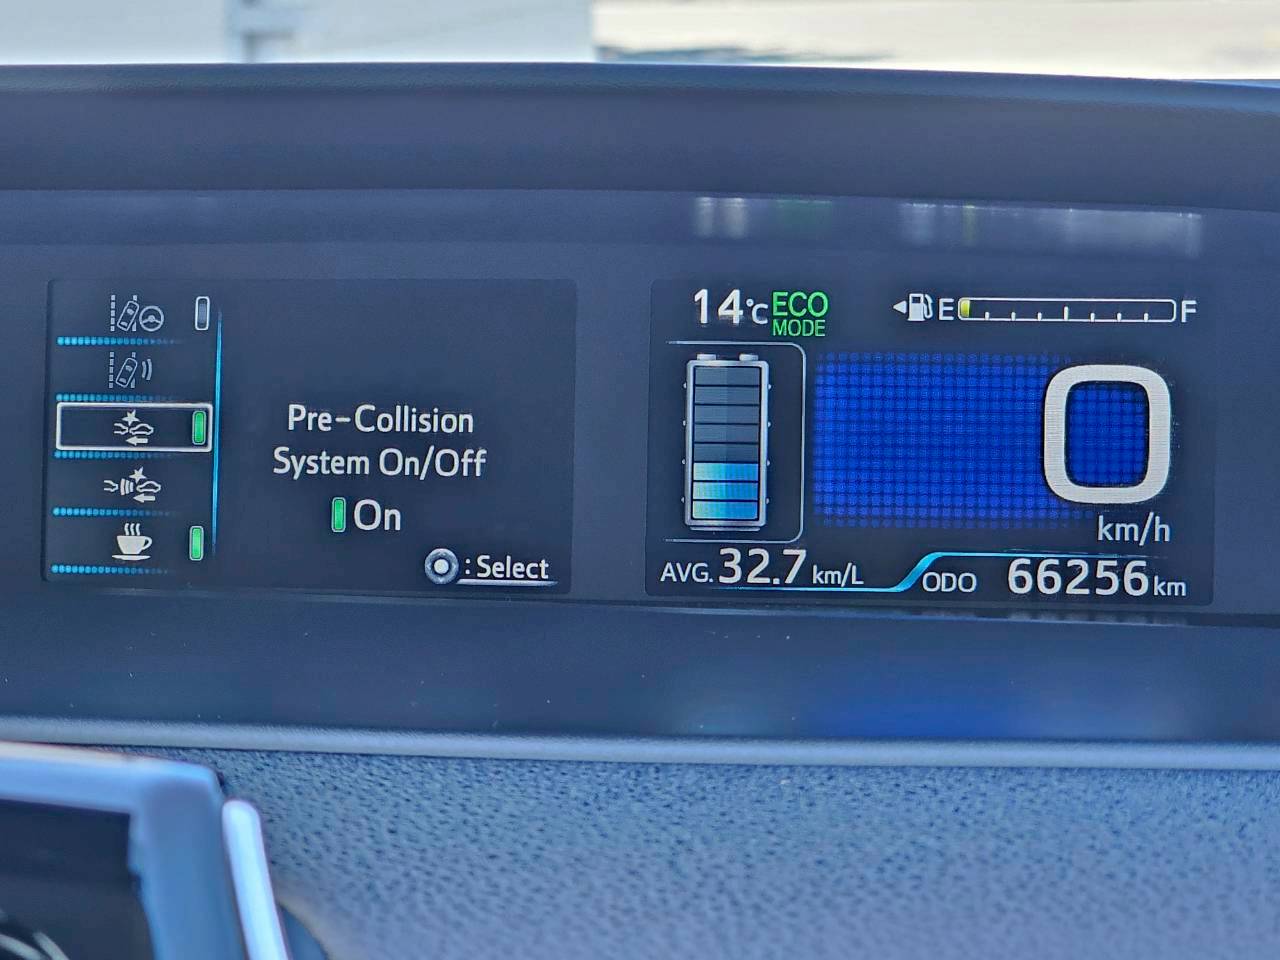 Pre-Collision
System On/Off
On
: Select
14°C ECO
MODE
E F
0
km/h
AVG. 32.7 km/L
ODO 66256 km